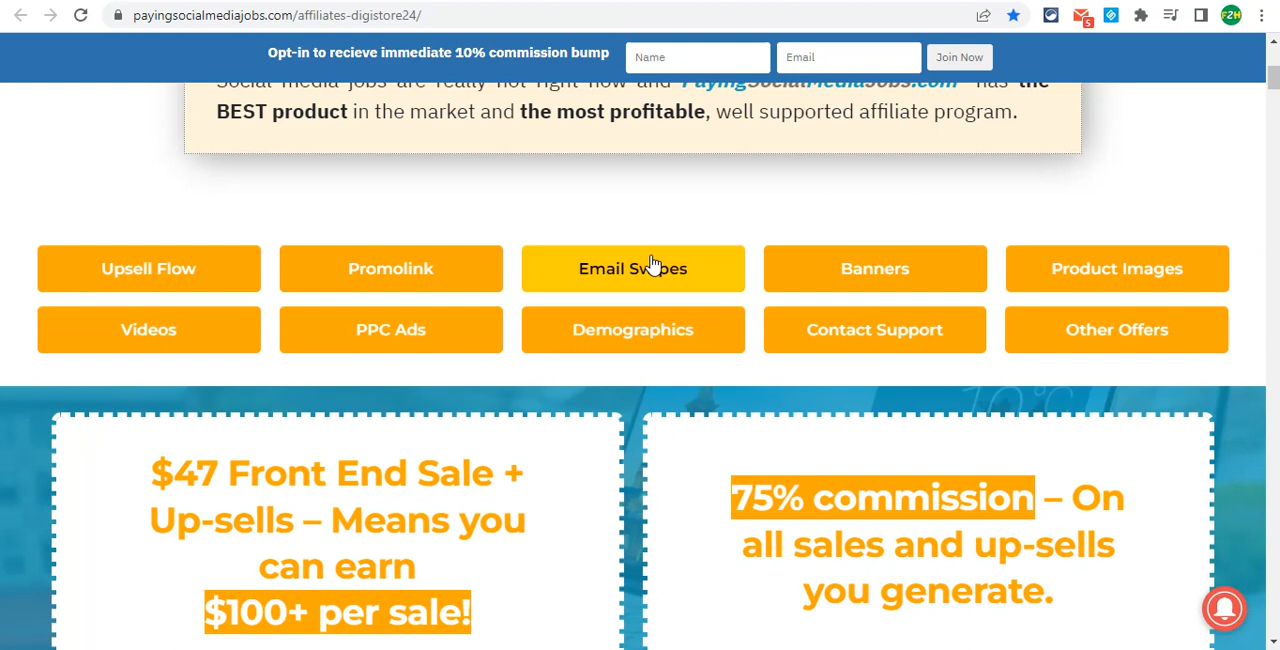 payingsocialmediajobs.com/affiliates-digistore24/
5
F2H
Opt-in to recieve immediate 10% commission bump
Name
Email
Join Now
Social media jobs are really hot right now and PayingSocialMediaJobs.com has the
BEST product in the market and the most profitable, well supported affiliate program.
Upsell Flow
Promolink
Email Swipes
Banners
Product Images
Videos
PPC Ads
Demographics
Contact Support
Other Offers
10°C
$47 Front End Sale +
Up-sells – Means you
can earn
$100+ per sale!
75% commission – On
all sales and up-sells
you generate.